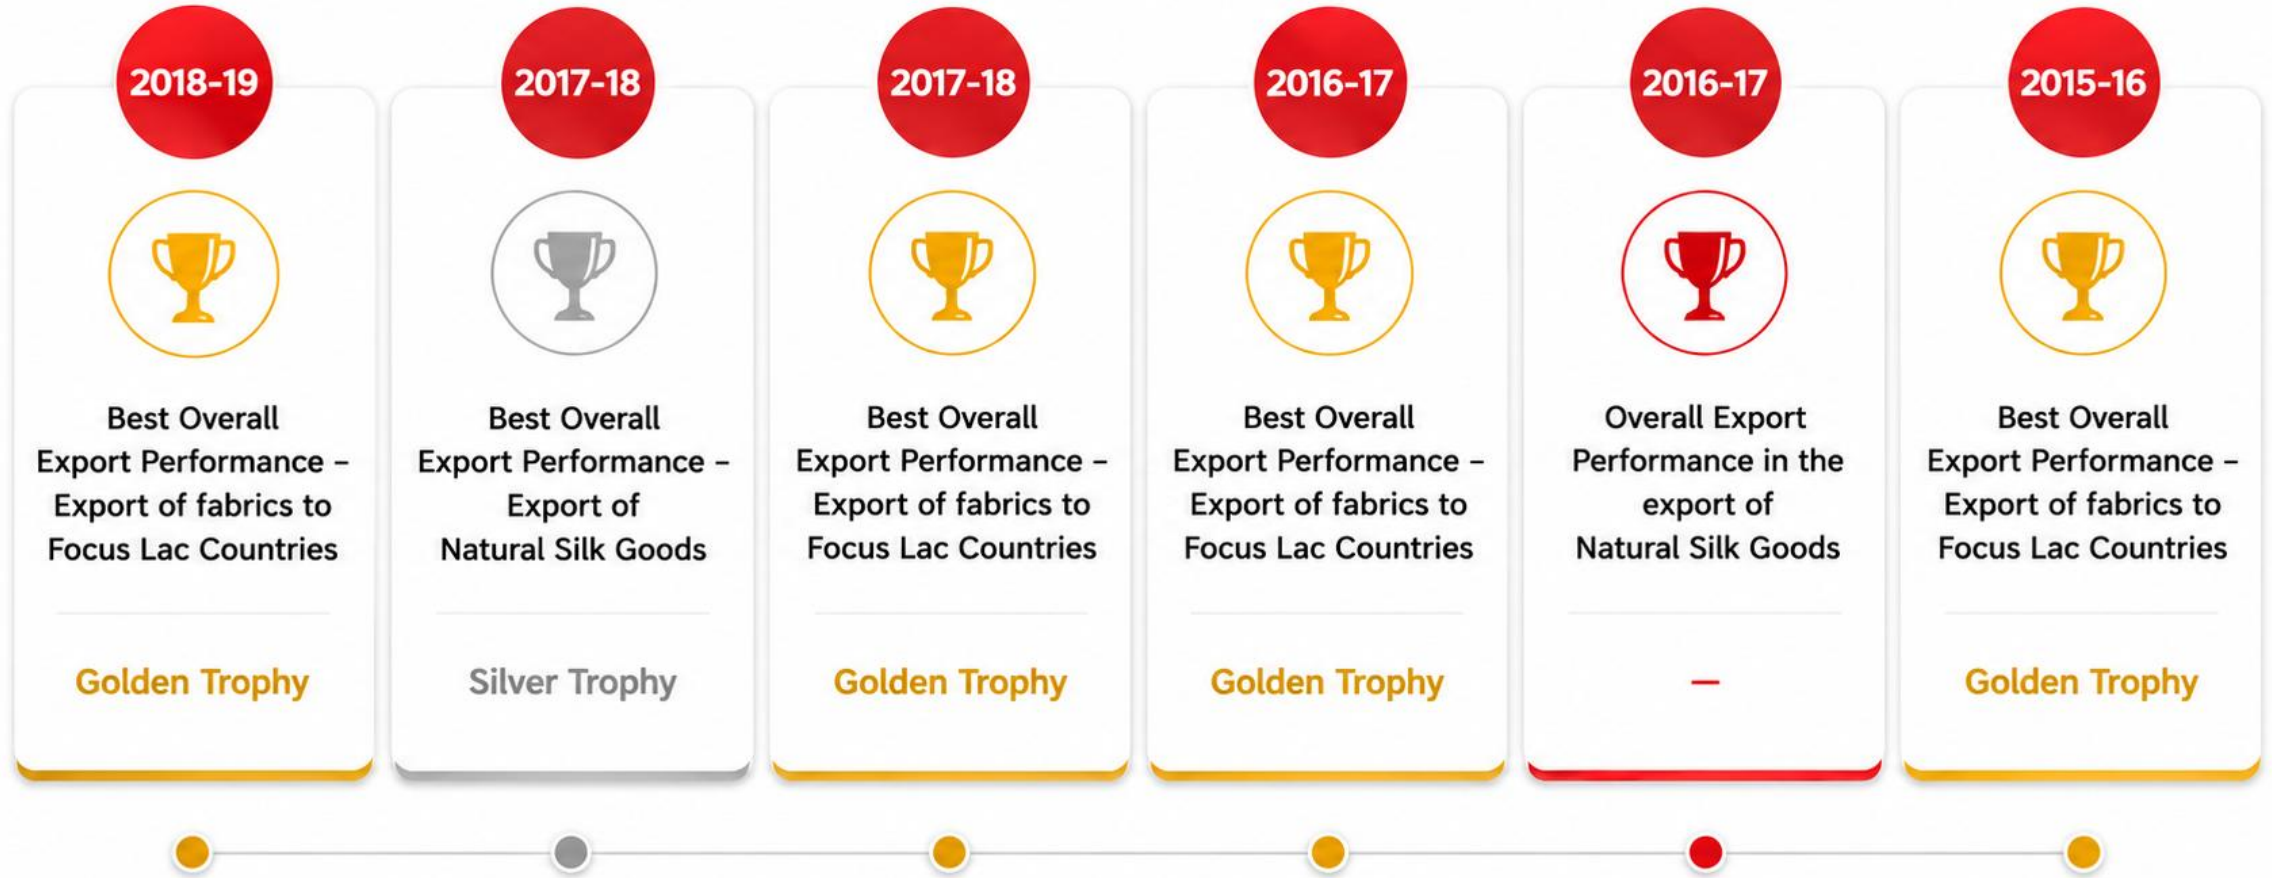 2018-19
Best Overall
Export Performance –
Export of fabrics to
Focus Lac Countries
Golden Trophy
2017-18
Best Overall
Export Performance –
Export of
Natural Silk Goods
Silver Trophy
2017-18
Best Overall
Export Performance –
Export of fabrics to
Focus Lac Countries
Golden Trophy
2016-17
Best Overall
Export Performance –
Export of fabrics to
Focus Lac Countries
Golden Trophy
2016-17
Overall Export
Performance in the
export of
Natural Silk Goods
–
2015-16
Best Overall
Export Performance –
Export of fabrics to
Focus Lac Countries
Golden Trophy